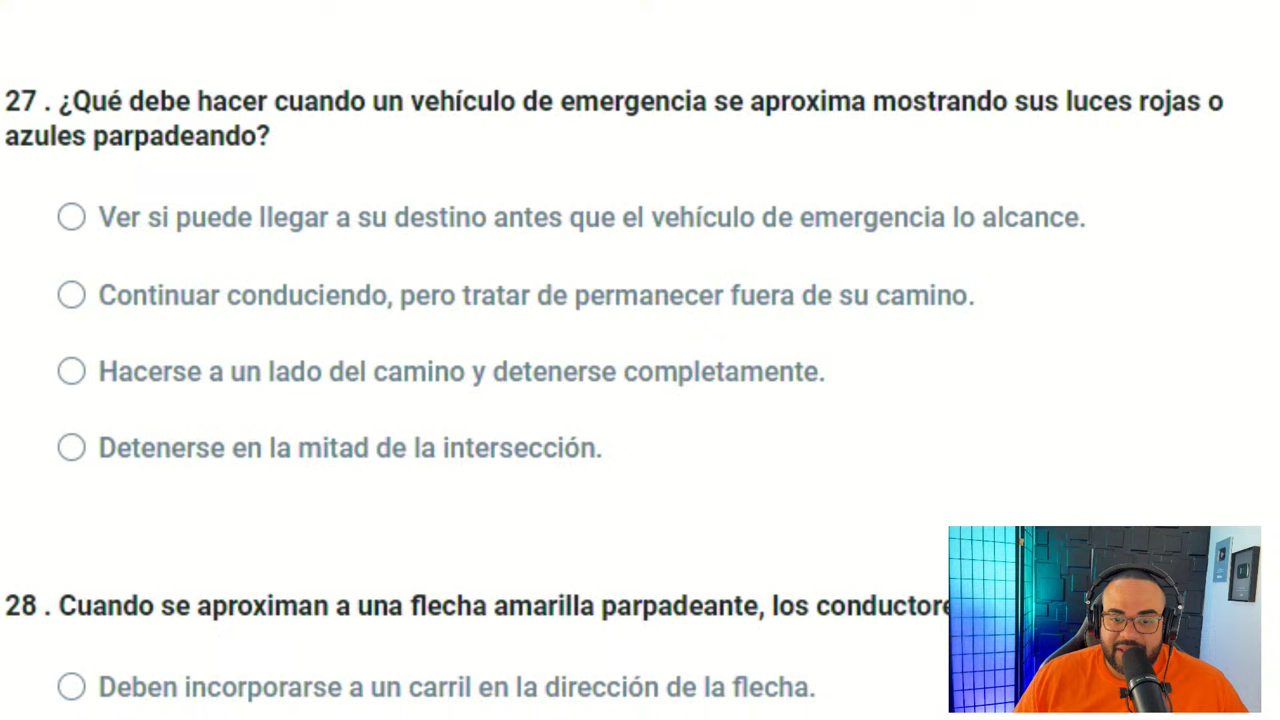 27 . ¿Qué debe hacer cuando un vehículo de emergencia se aproxima mostrando sus luces rojas o
azules parpadeando?
Ver si puede llegar a su destino antes que el vehículo de emergencia lo alcance.
Continuar conduciendo, pero tratar de permanecer fuera de su camino.
Hacerse a un lado del camino y detenerse completamente.
Detenerse en la mitad de la intersección.
28 . Cuando se aproximan a una flecha amarilla parpadeante, los conductore
Deben incorporarse a un carril en la dirección de la flecha.